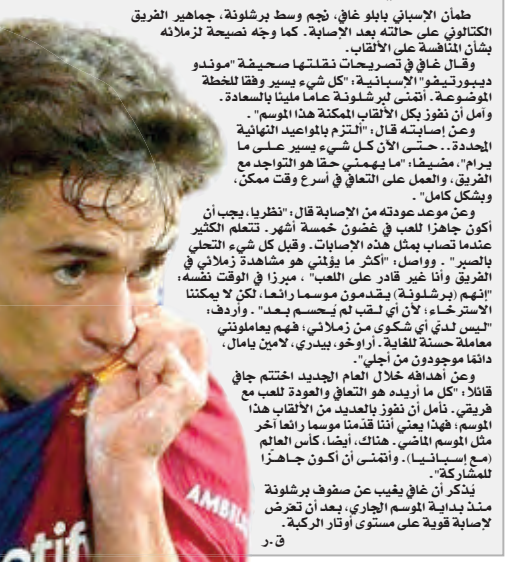 طمأن الإسباني بابلو غافي، نجم وسط برشلونة، جماهير الفريق
الكتالوني على حالته بعد الإصابة. كما وجّه نصيحة لزملائه
بشأن المنافسة على الألقاب.
وقال غافي في تصريحات نقلتها صحيفة "موندو
ديبورتيفو" الإسبانية: "كل شيء يسير وفقا للخطة
الموضوعة. أتمنى لبرشلونة عاما مليئا بالسعادة.
وآمل أن نفوز بكل الألقاب الممكنة هذا الموسم".
وعن إصابته قال: "ألتزم بالمواعيد النهائية
المحددة.. حتى الآن كل شيء يسير على ما
يرام"، مضيفا: "ما يهمني حقا هو التواجد مع
الفريق، والعمل على التعافي في أسرع وقت ممكن،
وبشكل كامل".
وعن موعد عودته من الإصابة قال: "نظريا، يجب أن
أكون جاهزا للعب في غضون خمسة أشهر. تتعلم الكثير
عندما تصاب بمثل هذه الإصابات. وقبل كل شيء التحلي
بالصبر". وواصل: "أكثر ما يؤلمني هو مشاهدة زملائي في
الفريق وأنا غير قادر على اللعب"، مبرزا في الوقت نفسه:
"إنهم (برشلونة) يقدمون موسما رائعا، لكن لا يمكننا
الاسترخاء؛ لأن أي لقب لم يُحسم بعد". وأردف:
"ليس لديّ أي شكوى من زملائي؛ فهم يعاملونني
معاملة حسنة للغاية. أراوخو، بيدري، لامين يامال،
دائما موجودون من أجلي".
وعن أهدافه خلال العام الجديد اختتم جافي
قائلا: "كل ما أريده هو التعافي والعودة للعب مع
فريقي. نأمل أن نفوز بالعديد من الألقاب هذا
الموسم؛ فهذا يعني أننا قدّمنا موسما رائعا آخر
مثل الموسم الماضي. هناك، أيضا، كأس العالم
(مع إسبانيا). وأتمنى أن أكون جاهزا
للمشاركة".
يُذكر أن غافي يغيب عن صفوف برشلونة
منذ بداية الموسم الجاري، بعد أن تعرّض
لإصابة قوية على مستوى أوتار الركبة.
ق.ر
AMBIL
otif